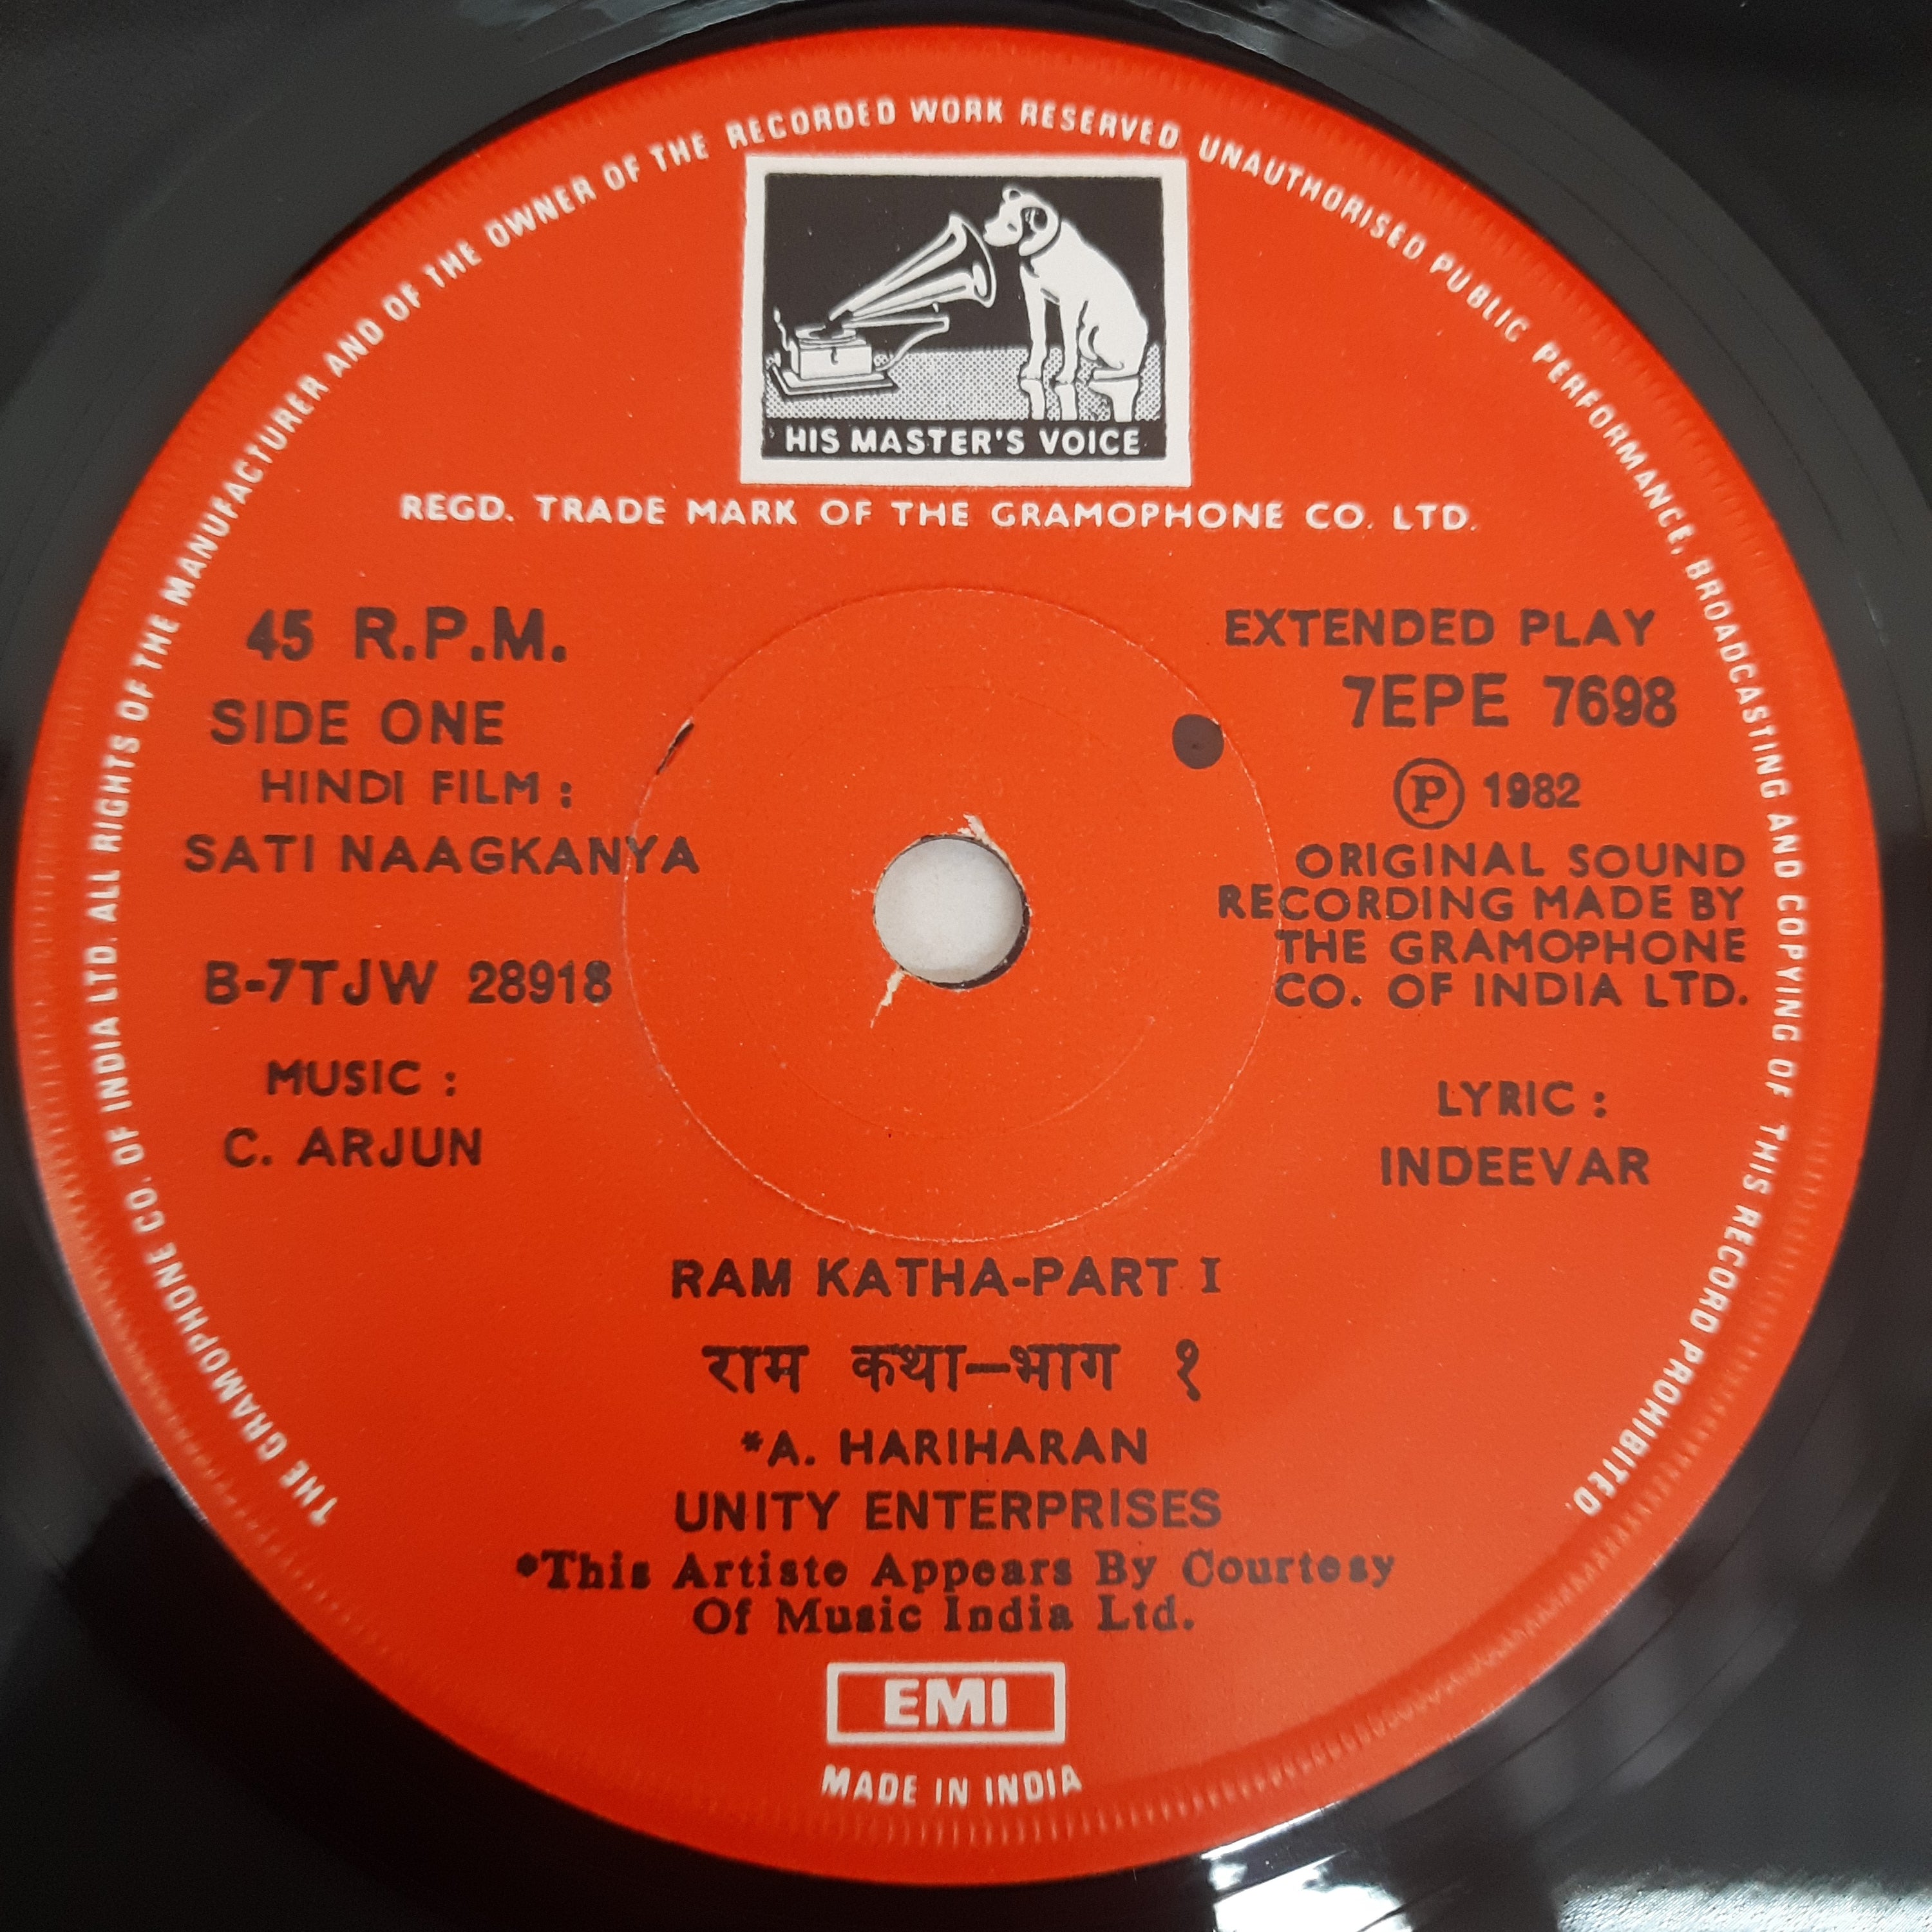 THE GRAMOPHONE CO. OF INDIA LTD. ALL RIGHTS OF THE MANUFACTURER AND OF THE OWNER OF THE RECORDED WORK RESERVED UNAUTHORISED PUBLIC PERFORMANCE, BROADCASTING AND COPYING OF THIS RECORD PROHIBITED.
HIS MASTER'S VOICE
REGD. TRADE MARK OF THE GRAMOPHONE CO. LTD.
45 R.P.M.
SIDE ONE
HINDI FILM :
SATI NAAGKANYA
B-7TJW 28918
MUSIC :
C. ARJUN
EXTENDED PLAY
7EPE 7698
Ⓟ 1982
ORIGINAL SOUND
RECORDING MADE BY
THE GRAMOPHONE
CO. OF INDIA LTD.
LYRIC :
INDEEVAR
RAM KATHA-PART I
राम कथा–भाग १
*A. HARIHARAN
UNITY ENTERPRISES
*This Artiste Appears By Courtesy
Of Music India Ltd.
EMI
MADE IN INDIA